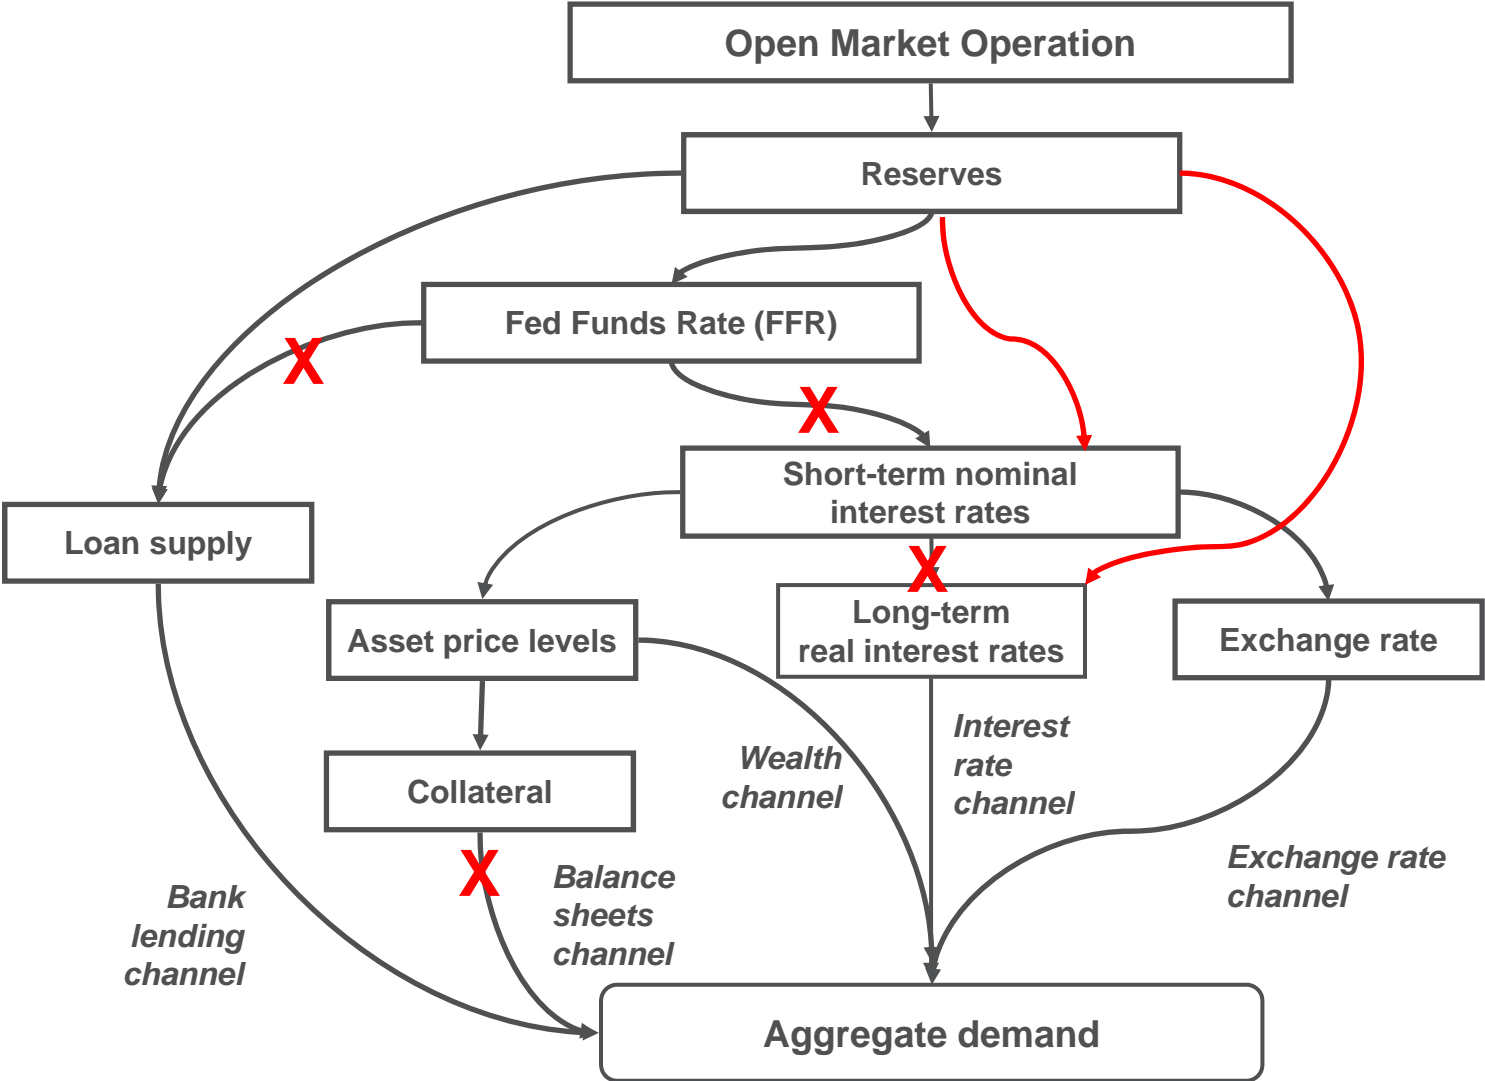 Open Market Operation
Reserves
Fed Funds Rate (FFR)
X
X
Short-term nominal
interest rates
Loan supply
X
Asset price levels
Long-term
real interest rates
Exchange rate
Interest
rate
channel
Wealth
channel
Collateral
X
Balance
sheets
channel
Exchange rate
channel
Bank
lending
channel
Aggregate demand